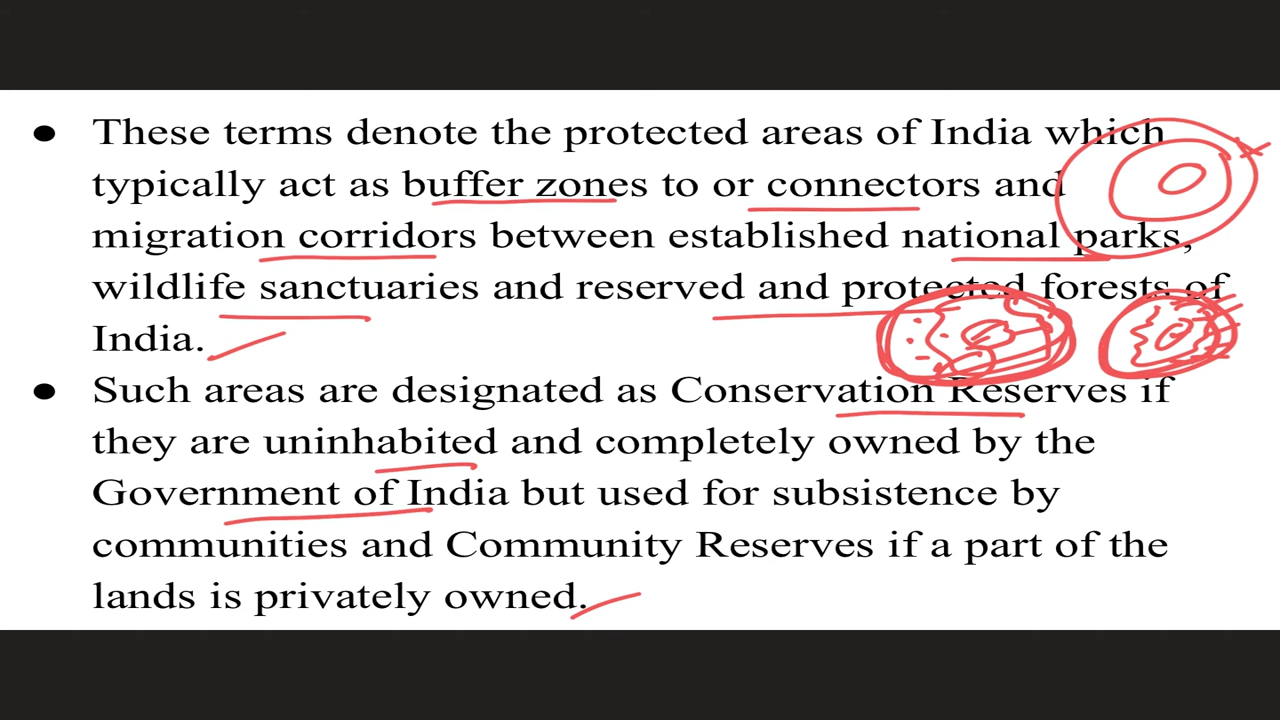 ● These terms denote the protected areas of India which
typically act as buffer zones to or connectors and
migration corridors between established national parks,
wildlife sanctuaries and reserved and protected forests of
India.
● Such areas are designated as Conservation Reserves if
they are uninhabited and completely owned by the
Government of India but used for subsistence by
communities and Community Reserves if a part of the
lands is privately owned.